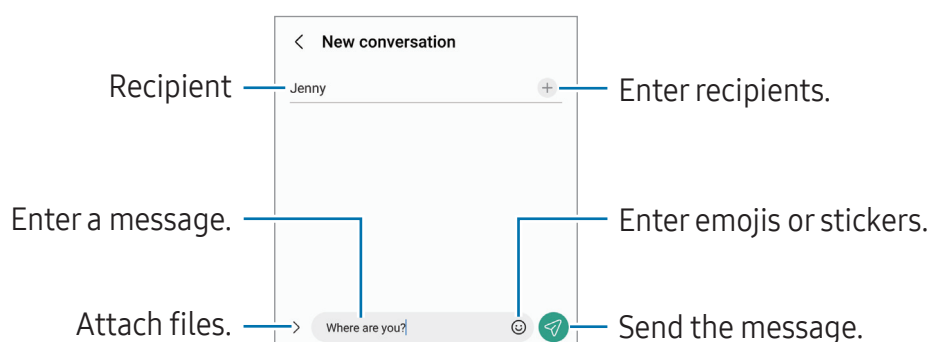 New conversation
Recipient
Jenny
Enter recipients.
Enter a message.
Enter emojis or stickers.
Attach files.
Where are you?
Send the message.